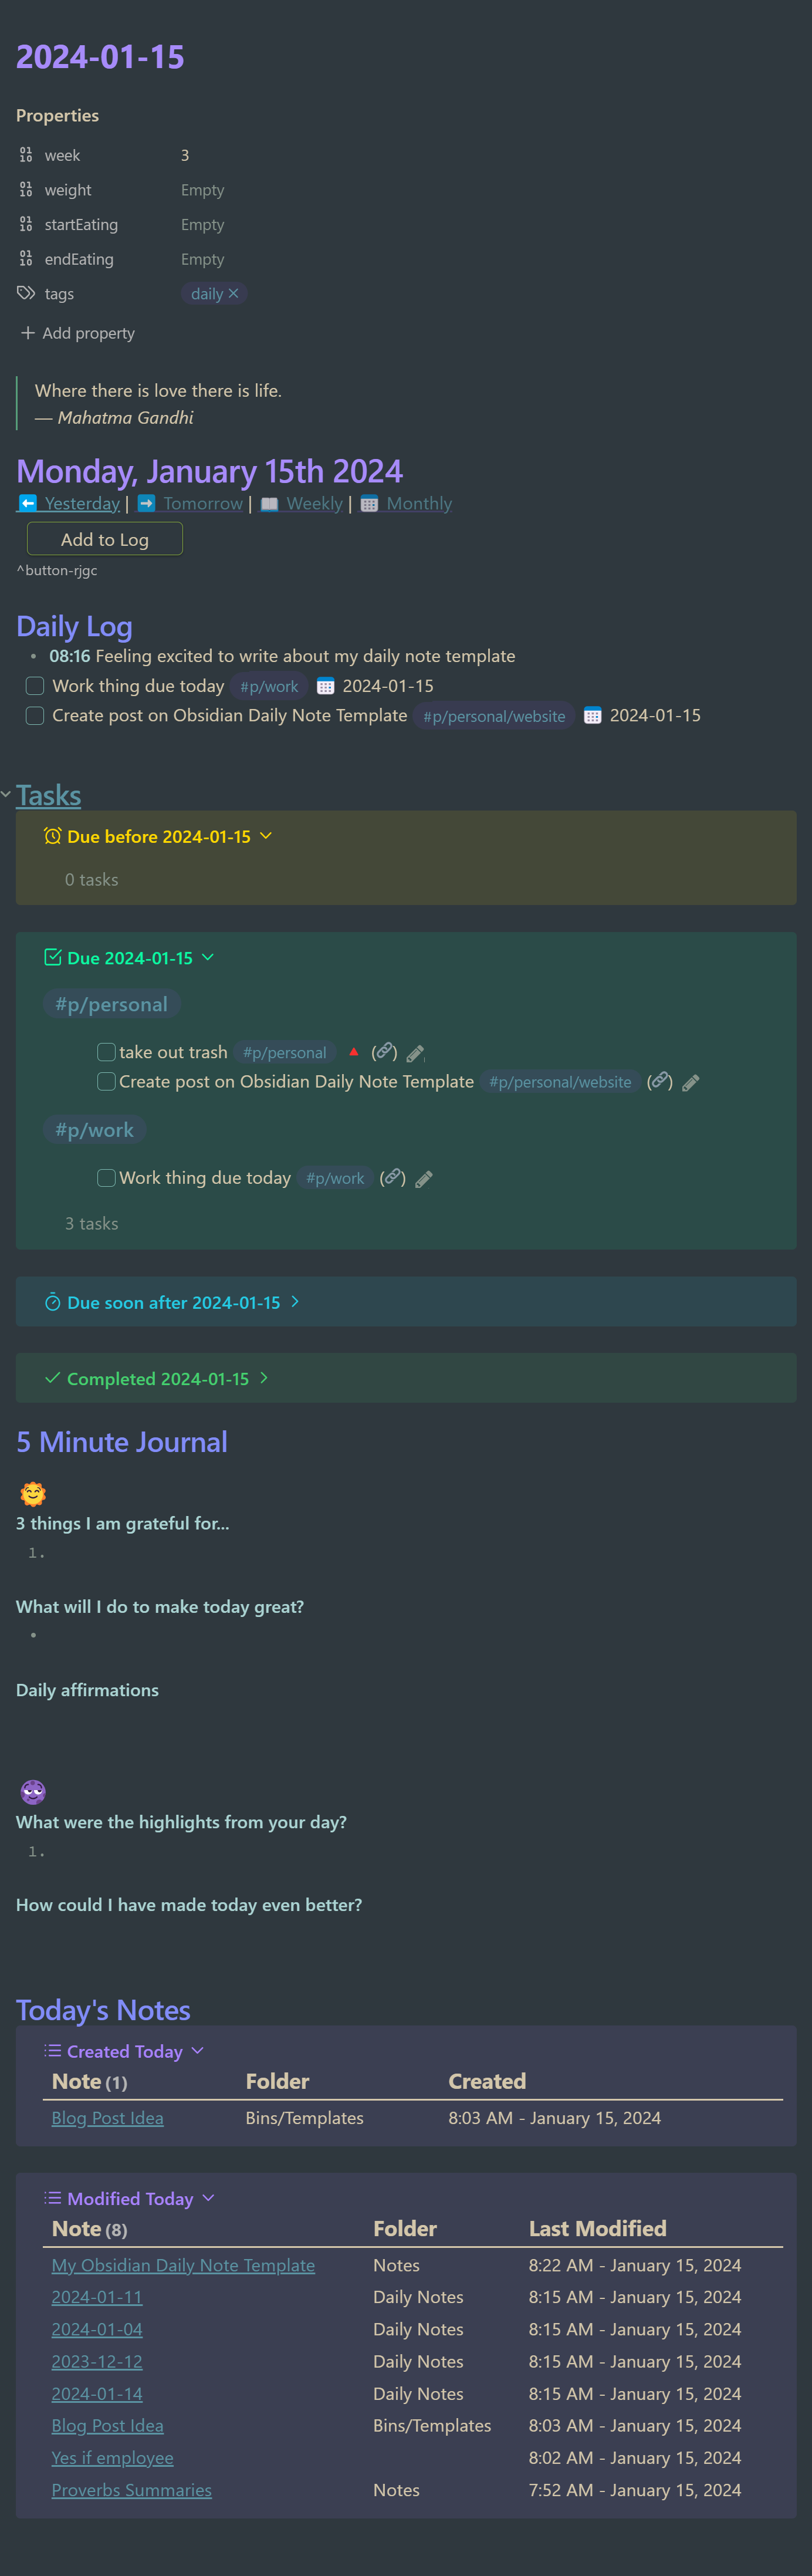 2024-01-15
Properties
week 3
weight Empty
startEating Empty
endEating Empty
tags daily
Add property
Where there is love there is life.
— Mahatma Gandhi
Monday, January 15th 2024
⬅️ Yesterday | ➡️ Tomorrow | 📖 Weekly | 📅 Monthly
Add to Log
^button-rjgc
Daily Log
• 08:16 Feeling excited to write about my daily note template
Work thing due today #p/work 📅 2024-01-15
Create post on Obsidian Daily Note Template #p/personal/website 📅 2024-01-15
Tasks
Due before 2024-01-15
0 tasks
Due 2024-01-15
#p/personal
take out trash #p/personal 🔺 (🔗)
Create post on Obsidian Daily Note Template #p/personal/website (🔗)
#p/work
Work thing due today #p/work (🔗)
3 tasks
Due soon after 2024-01-15
Completed 2024-01-15
5 Minute Journal
3 things I am grateful for...
1.
What will I do to make today great?
•
Daily affirmations
What were the highlights from your day?
1.
How could I have made today even better?
Today's Notes
Created Today
Note (1) Folder Created
Blog Post Idea Bins/Templates 8:03 AM - January 15, 2024
Modified Today
Note (8) Folder Last Modified
My Obsidian Daily Note Template Notes 8:22 AM - January 15, 2024
2024-01-11 Daily Notes 8:15 AM - January 15, 2024
2024-01-04 Daily Notes 8:15 AM - January 15, 2024
2023-12-12 Daily Notes 8:15 AM - January 15, 2024
2024-01-14 Daily Notes 8:15 AM - January 15, 2024
Blog Post Idea Bins/Templates 8:03 AM - January 15, 2024
Yes if employee 8:02 AM - January 15, 2024
Proverbs Summaries Notes 7:52 AM - January 15, 2024